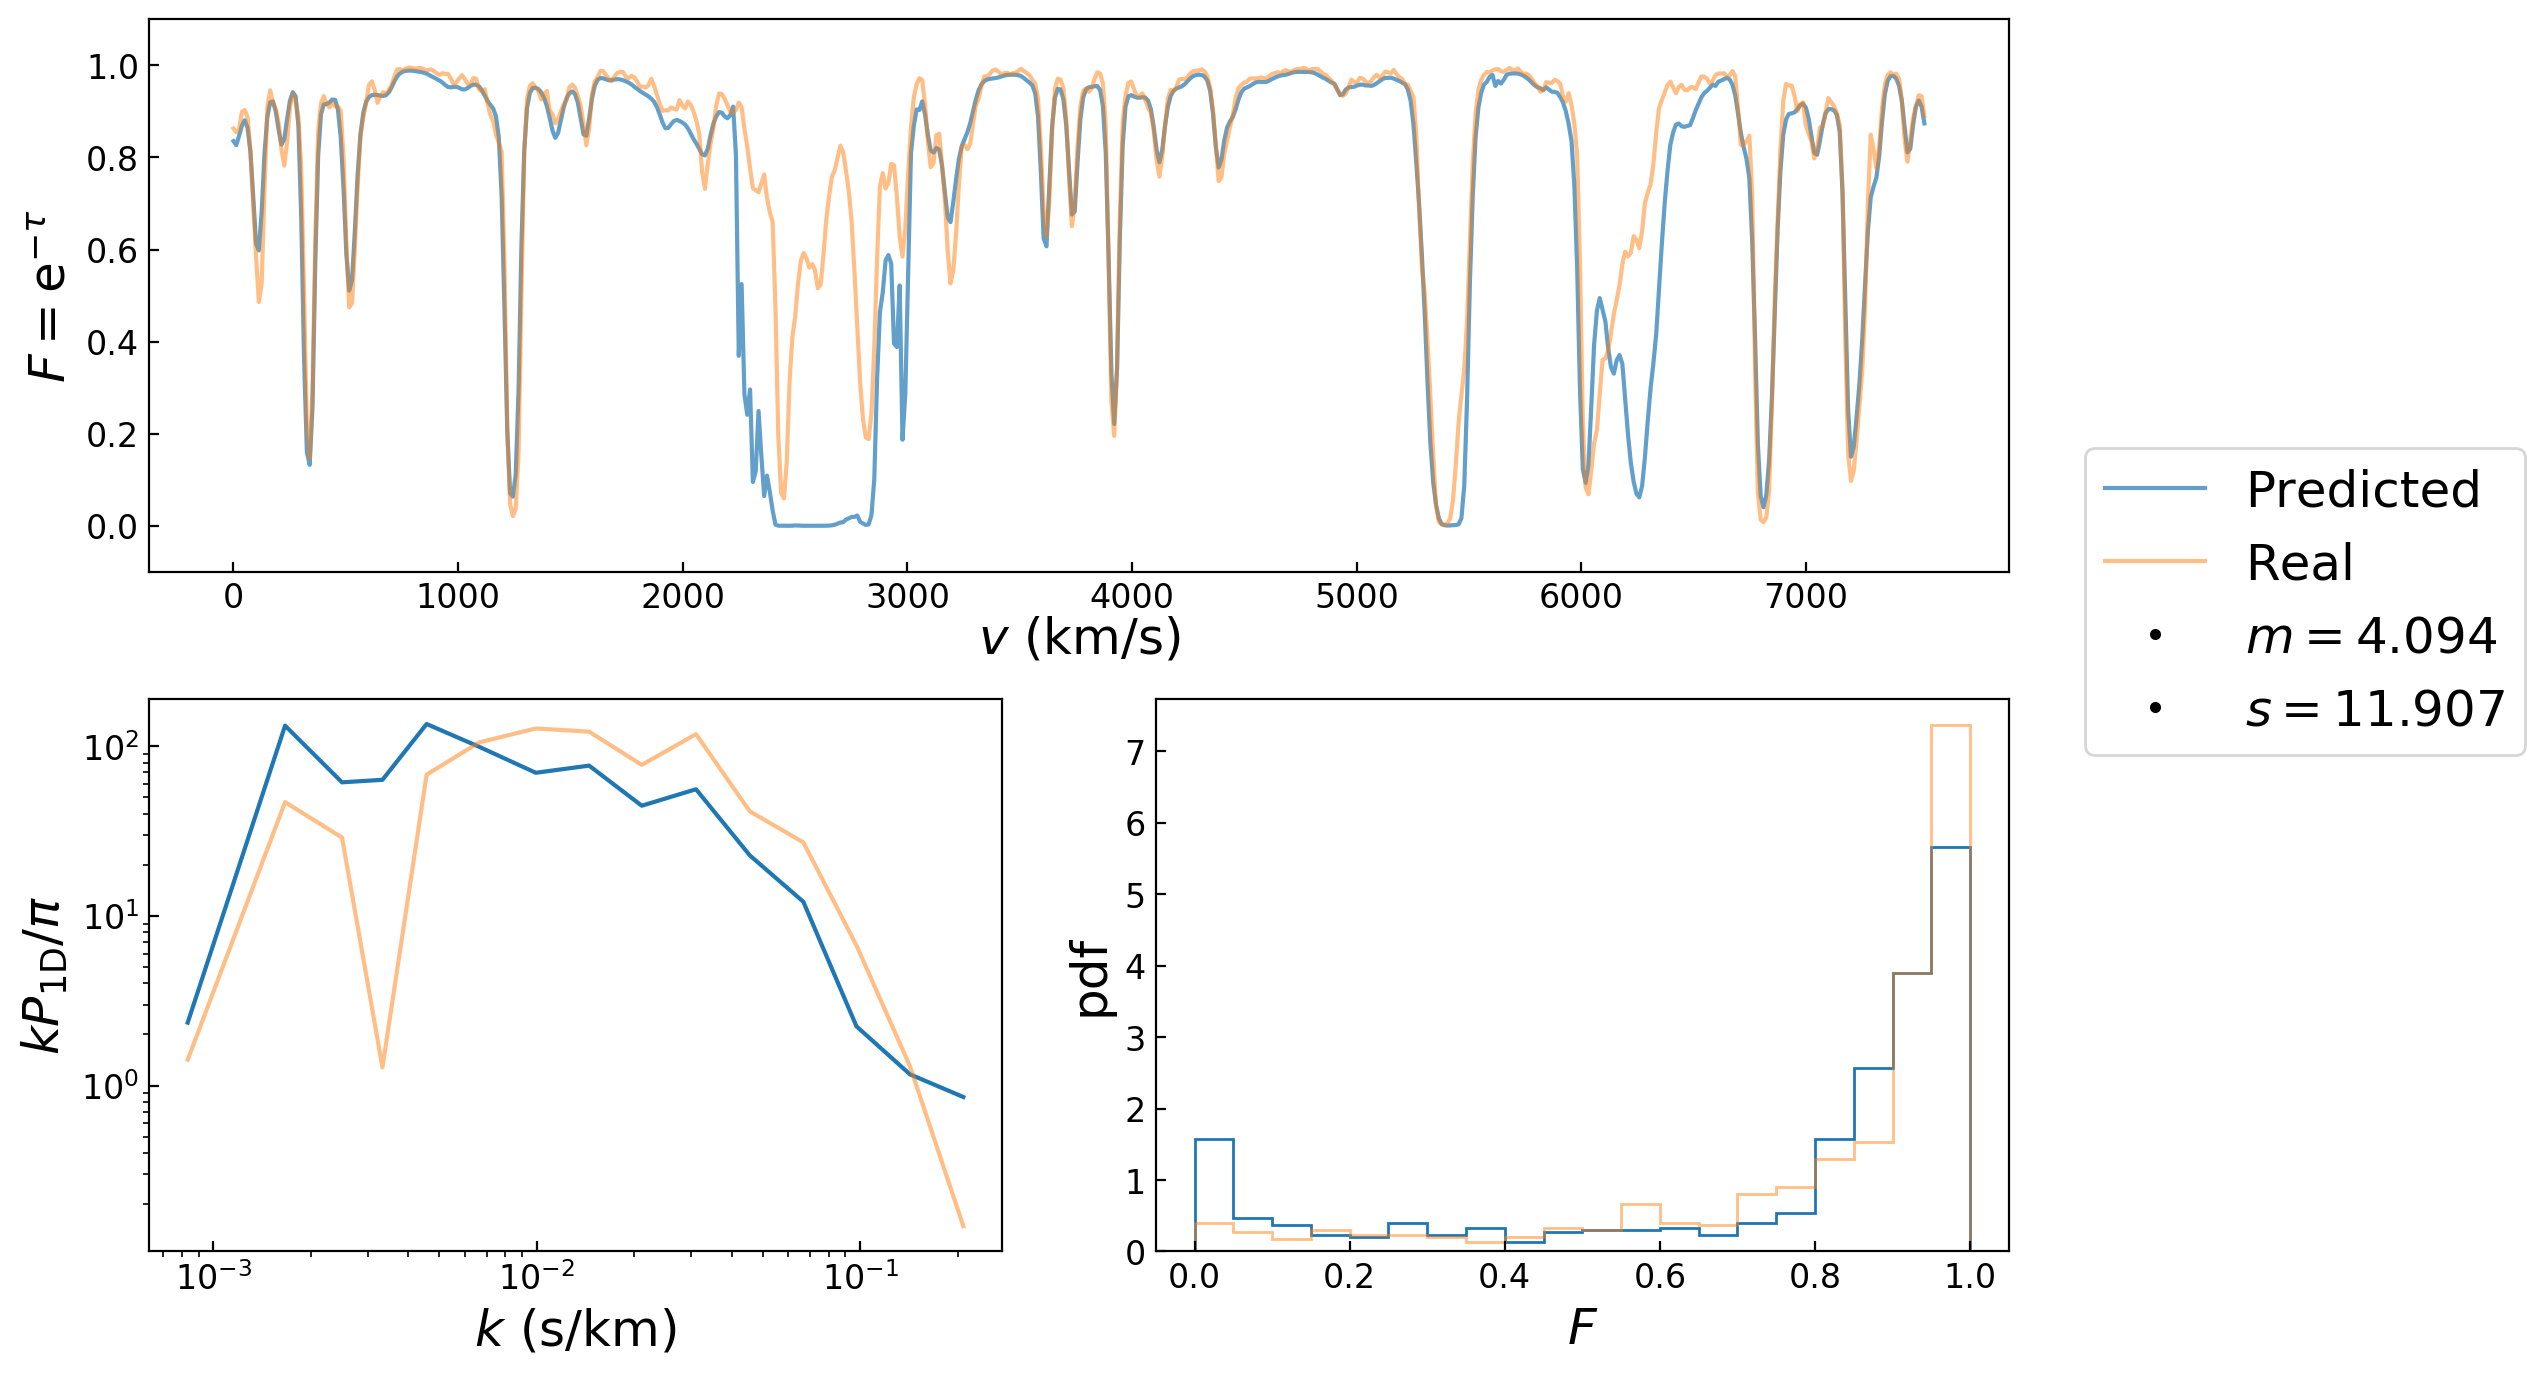 F = e^{-τ}
1.0
0.8
0.6
0.4
0.2
0.0
0 1000 2000 3000 4000 5000 6000 7000
v (km/s)
Predicted
Real
m = 4.094
s = 11.907
kP_{1D}/π
10^2
10^1
10^0
10^{-3} 10^{-2} 10^{-1}
k (s/km)
pdf
7
6
5
4
3
2
1
0
0.0 0.2 0.4 0.6 0.8 1.0
F